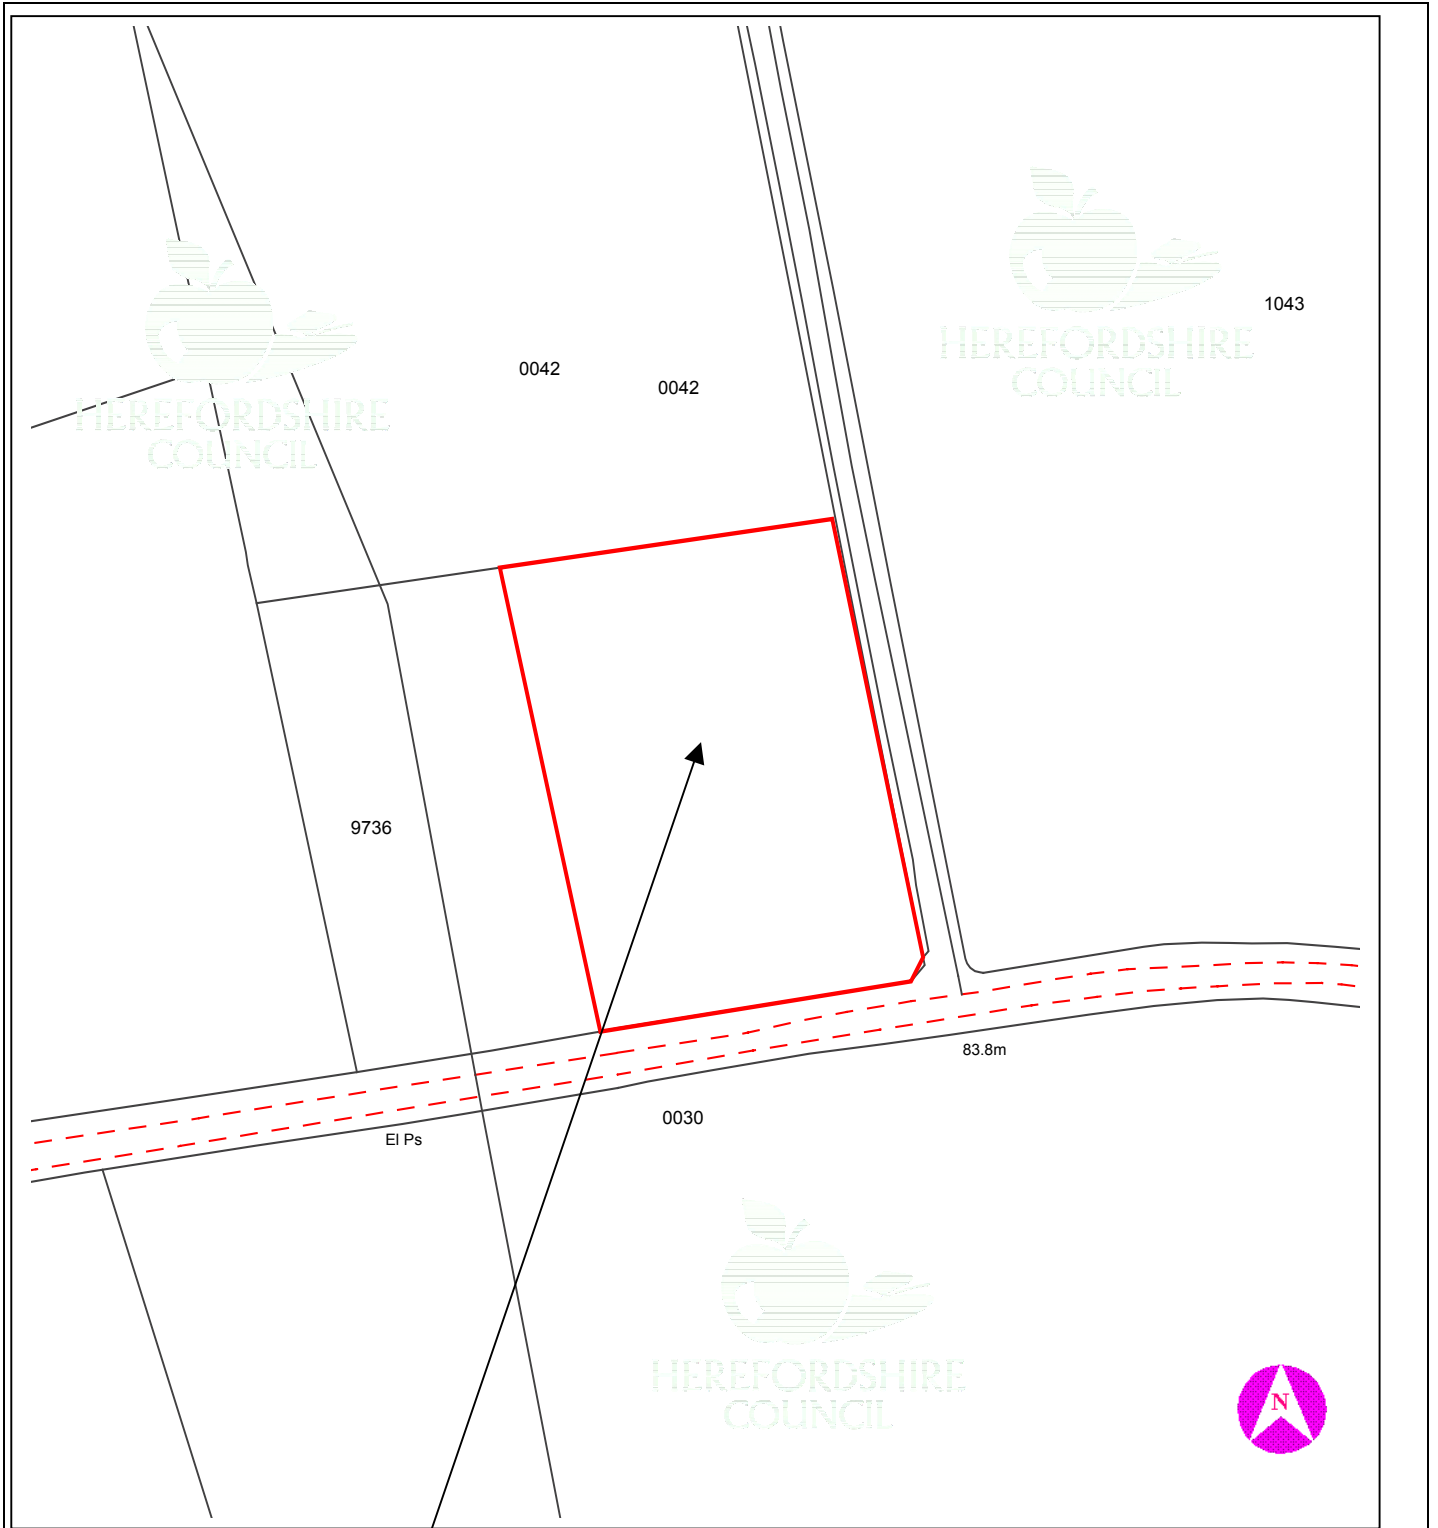 1043
0042
0042
HEREFORDSHIRE
COUNCIL
HEREFORDSHIRE
COUNCIL
9736
83.8m
0030
El Ps
HEREFORDSHIRE
COUNCIL
N